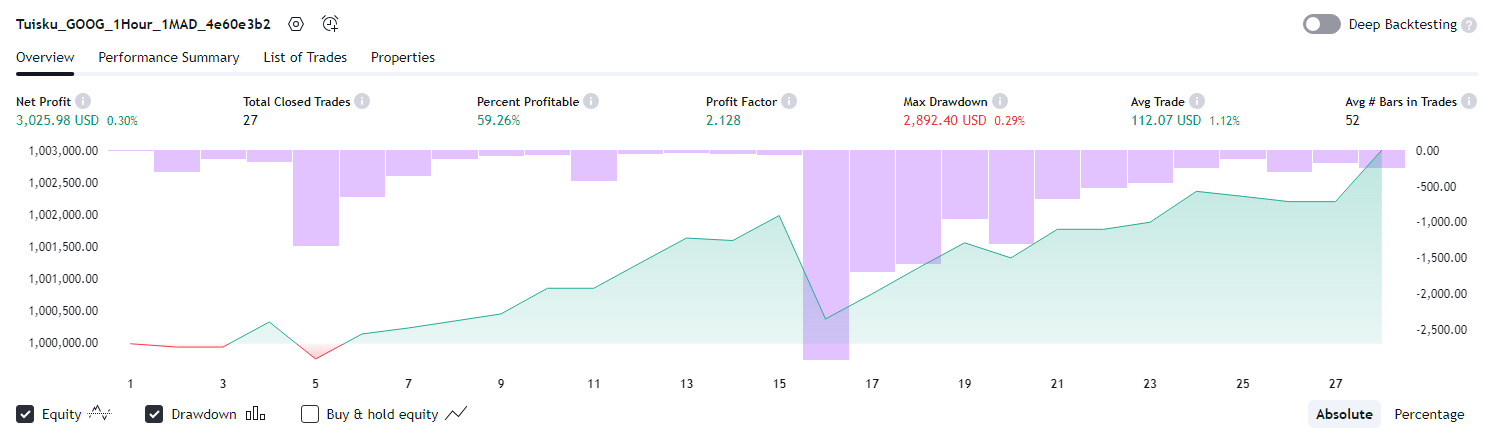 Tuisku_GOOG_1Hour_1MAD_4e60e3b2 Deep Backtesting ?
Overview Performance Summary List of Trades Properties
Net Profit i Total Closed Trades i Percent Profitable i Profit Factor i Max Drawdown i Avg Trade i Avg # Bars in Trades i
3,025.98 USD 0.30% 27 59.26% 2.128 2,892.40 USD 0.29% 112.07 USD 1.12% 52
1,003,000.00 0.00
1,002,500.00 -500.00
1,002,000.00 -1,000.00
1,001,500.00 -1,500.00
1,001,000.00 -2,000.00
1,000,500.00 -2,500.00
1,000,000.00
1 3 5 7 9 11 13 15 17 19 21 23 25 27
Equity Drawdown Buy & hold equity Absolute Percentage